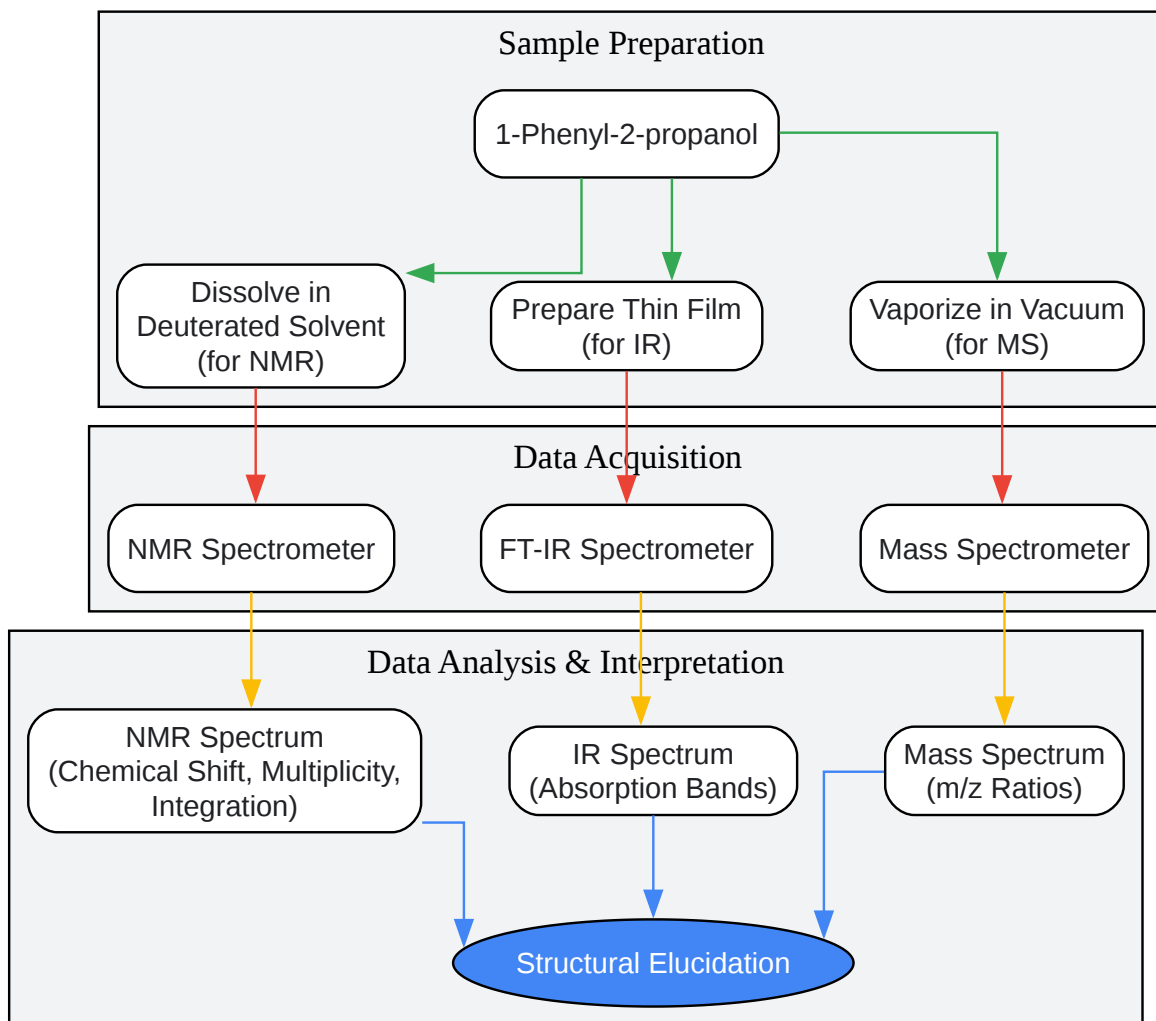 Sample Preparation
1-Phenyl-2-propanol
Dissolve in
Deuterated Solvent
(for NMR)
Prepare Thin Film
(for IR)
Vaporize in Vacuum
(for MS)
Data Acquisition
NMR Spectrometer
FT-IR Spectrometer
Mass Spectrometer
Data Analysis & Interpretation
NMR Spectrum
(Chemical Shift, Multiplicity,
Integration)
IR Spectrum
(Absorption Bands)
Mass Spectrum
(m/z Ratios)
Structural Elucidation